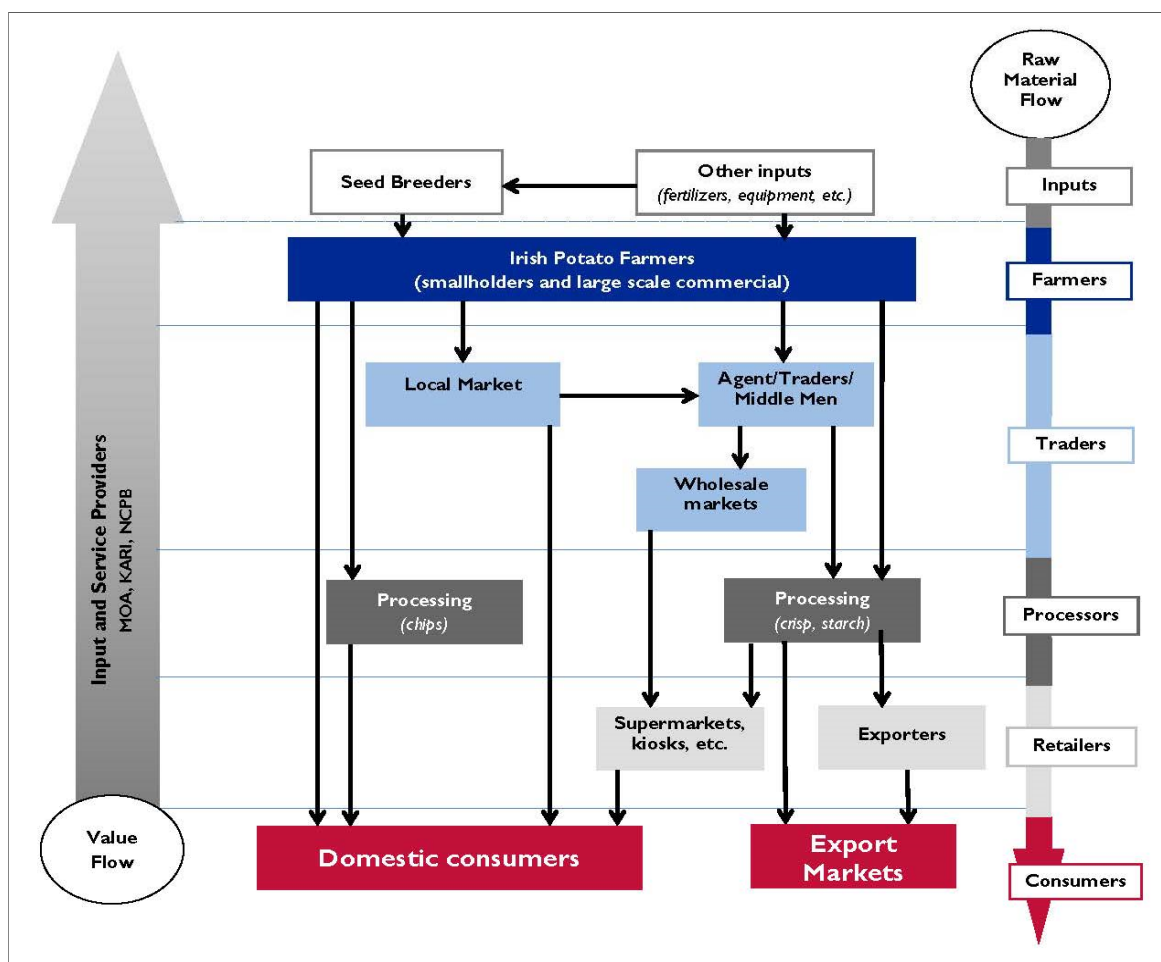 Raw
Material
Flow
Seed Breeders
Other inputs
(fertilizers, equipment, etc.)
Inputs
Irish Potato Farmers
(smallholders and large scale commercial)
Farmers
Local Market
Agent/Traders/
Middle Men
Traders
Wholesale
markets
Input and Service Providers
MOA, KARI, NCPB
Processing
(chips)
Processing
(crisp, starch)
Processors
Supermarkets,
kiosks, etc.
Exporters
Retailers
Value
Flow
Domestic consumers
Export
Markets
Consumers